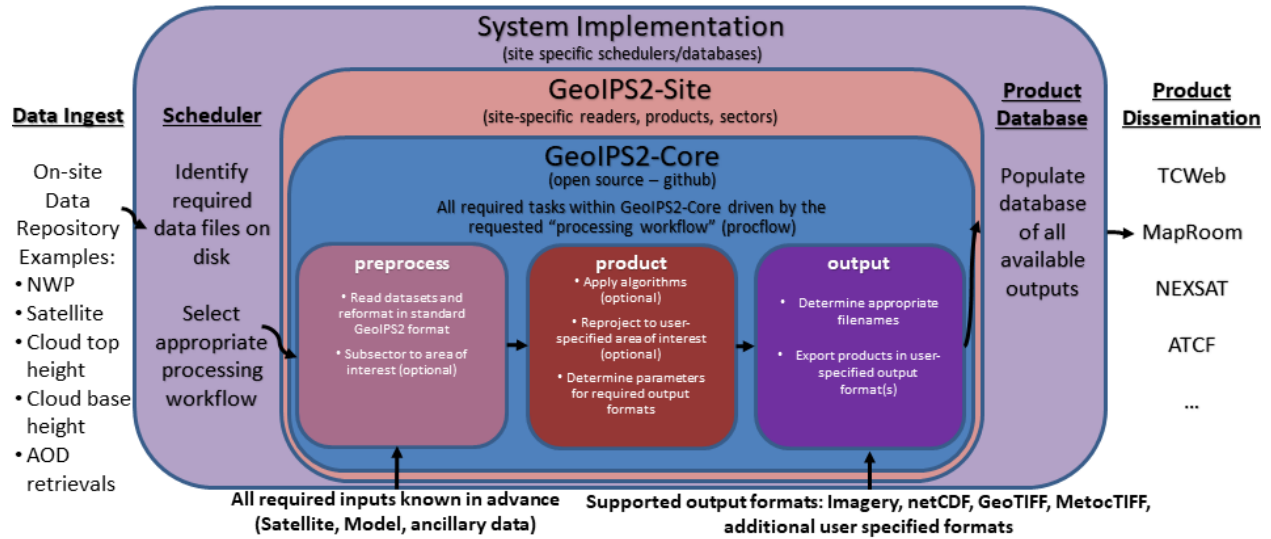 System Implementation
(site specific schedulers/databases)
GeoIPS2-Site
(site-specific readers, products, sectors)
GeoIPS2-Core
(open source – github)
All required tasks within GeoIPS2-Core driven by the
requested “processing workflow” (procflow)
Data Ingest
On-site
Data
Repository
Examples:
• NWP
• Satellite
• Cloud top
height
• Cloud base
height
• AOD
retrievals
Scheduler
Identify
required
data files on
disk
Select
appropriate
processing
workflow
preprocess
• Read datasets and
reformat in standard
GeoIPS2 format
• Subsector to area of
interest (optional)
product
• Apply algorithms
(optional)
• Reproject to user-
specified area of interest
(optional)
• Determine parameters
for required output
formats
output
• Determine appropriate
filenames
• Export products in user-
specified output
format(s)
Product
Database
Populate
database
of all
available
outputs
Product
Dissemination
TCWeb
MapRoom
NEXSAT
ATCF
...
All required inputs known in advance
(Satellite, Model, ancillary data)
Supported output formats: Imagery, netCDF, GeoTIFF, MetocTIFF,
additional user specified formats